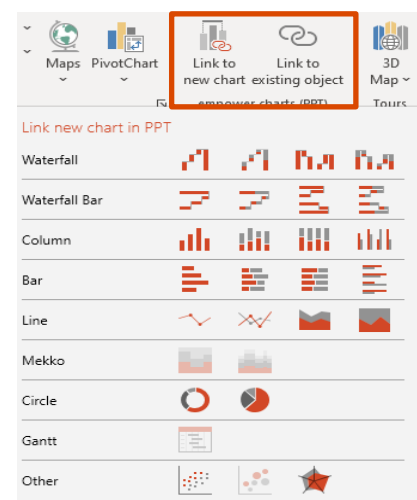 Maps PivotChart Link to Link to 3D
new chart existing object Map
empower charts (PPT) Tours
Link new chart in PPT
Waterfall
Waterfall Bar
Column
Bar
Line
Mekko
Circle
Gantt
Other